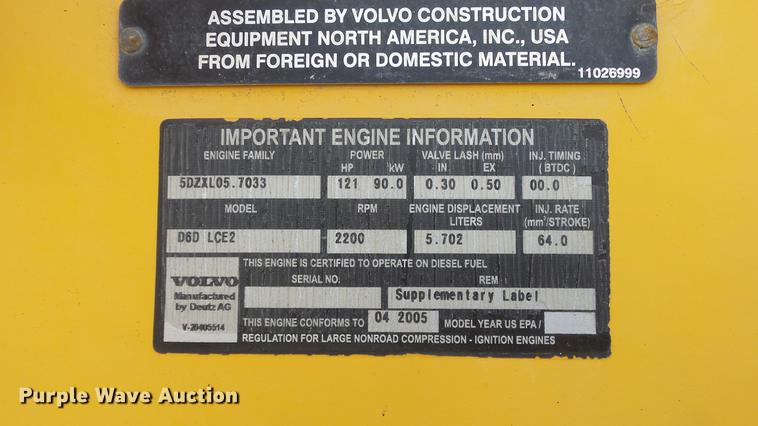 ASSEMBLED BY VOLVO CONSTRUCTION
EQUIPMENT NORTH AMERICA, INC., USA
FROM FOREIGN OR DOMESTIC MATERIAL.
11026999
IMPORTANT ENGINE INFORMATION
ENGINE FAMILY POWER VALVE LASH (mm) INJ. TIMING
HP kW IN EX (BTDC)
5DZXL05.7033 121 90.0 0.30 0.50 00.0
MODEL RPM ENGINE DISPLACEMENT INJ. RATE
LITERS (mm³/STROKE)
D6D LCE2 2200 5.702 64.0
THIS ENGINE IS CERTIFIED TO OPERATE ON DIESEL FUEL
VOLVO SERIAL NO. REM
Manufactured Supplementary Label
by Deutz AG
V-20405514 THIS ENGINE CONFORMS TO 04 2005 MODEL YEAR US EPA /
REGULATION FOR LARGE NONROAD COMPRESSION - IGNITION ENGINES
Purple Wave Auction